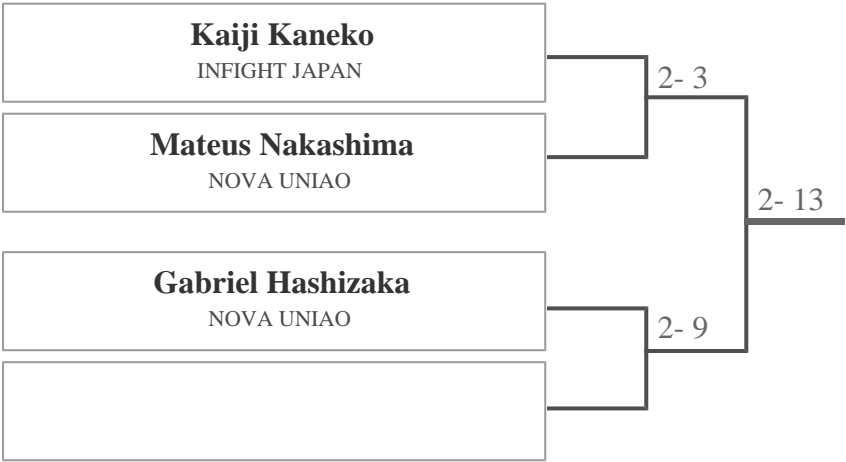 Kaiji Kaneko
INFIGHT JAPAN
2- 3
Mateus Nakashima
NOVA UNIAO
2- 13
Gabriel Hashizaka
NOVA UNIAO
2- 9